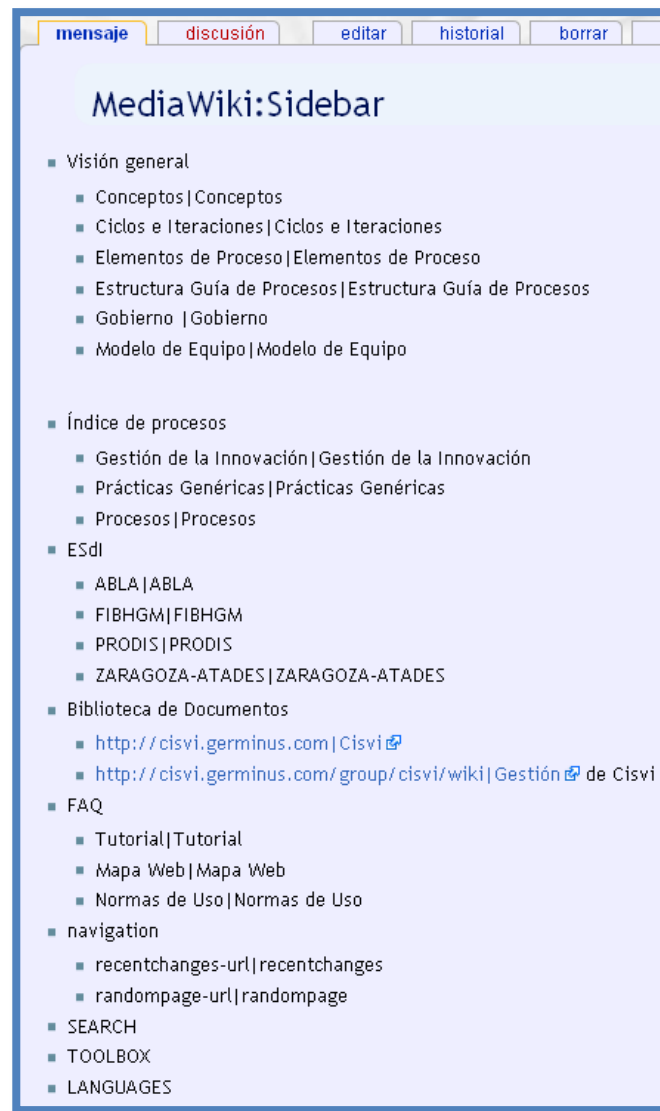 mensaje discusión editar historial borrar
MediaWiki:Sidebar
Visión general
Conceptos|Conceptos
Ciclos e Iteraciones|Ciclos e Iteraciones
Elementos de Proceso|Elementos de Proceso
Estructura Guía de Procesos|Estructura Guía de Procesos
Gobierno |Gobierno
Modelo de Equipo|Modelo de Equipo
Índice de procesos
Gestión de la Innovación|Gestión de la Innovación
Prácticas Genéricas|Prácticas Genéricas
Procesos|Procesos
ESdI
ABLA|ABLA
FIBHGM|FIBHGM
PRODIS|PRODIS
ZARAGOZA-ATADES|ZARAGOZA-ATADES
Biblioteca de Documentos
http://cisvi.germinus.com|Cisvi
http://cisvi.germinus.com/group/cisvi/wiki|Gestión de Cisvi
FAQ
Tutorial|Tutorial
Mapa Web|Mapa Web
Normas de Uso|Normas de Uso
navigation
recentchanges-url|recentchanges
randompage-url|randompage
SEARCH
TOOLBOX
LANGUAGES